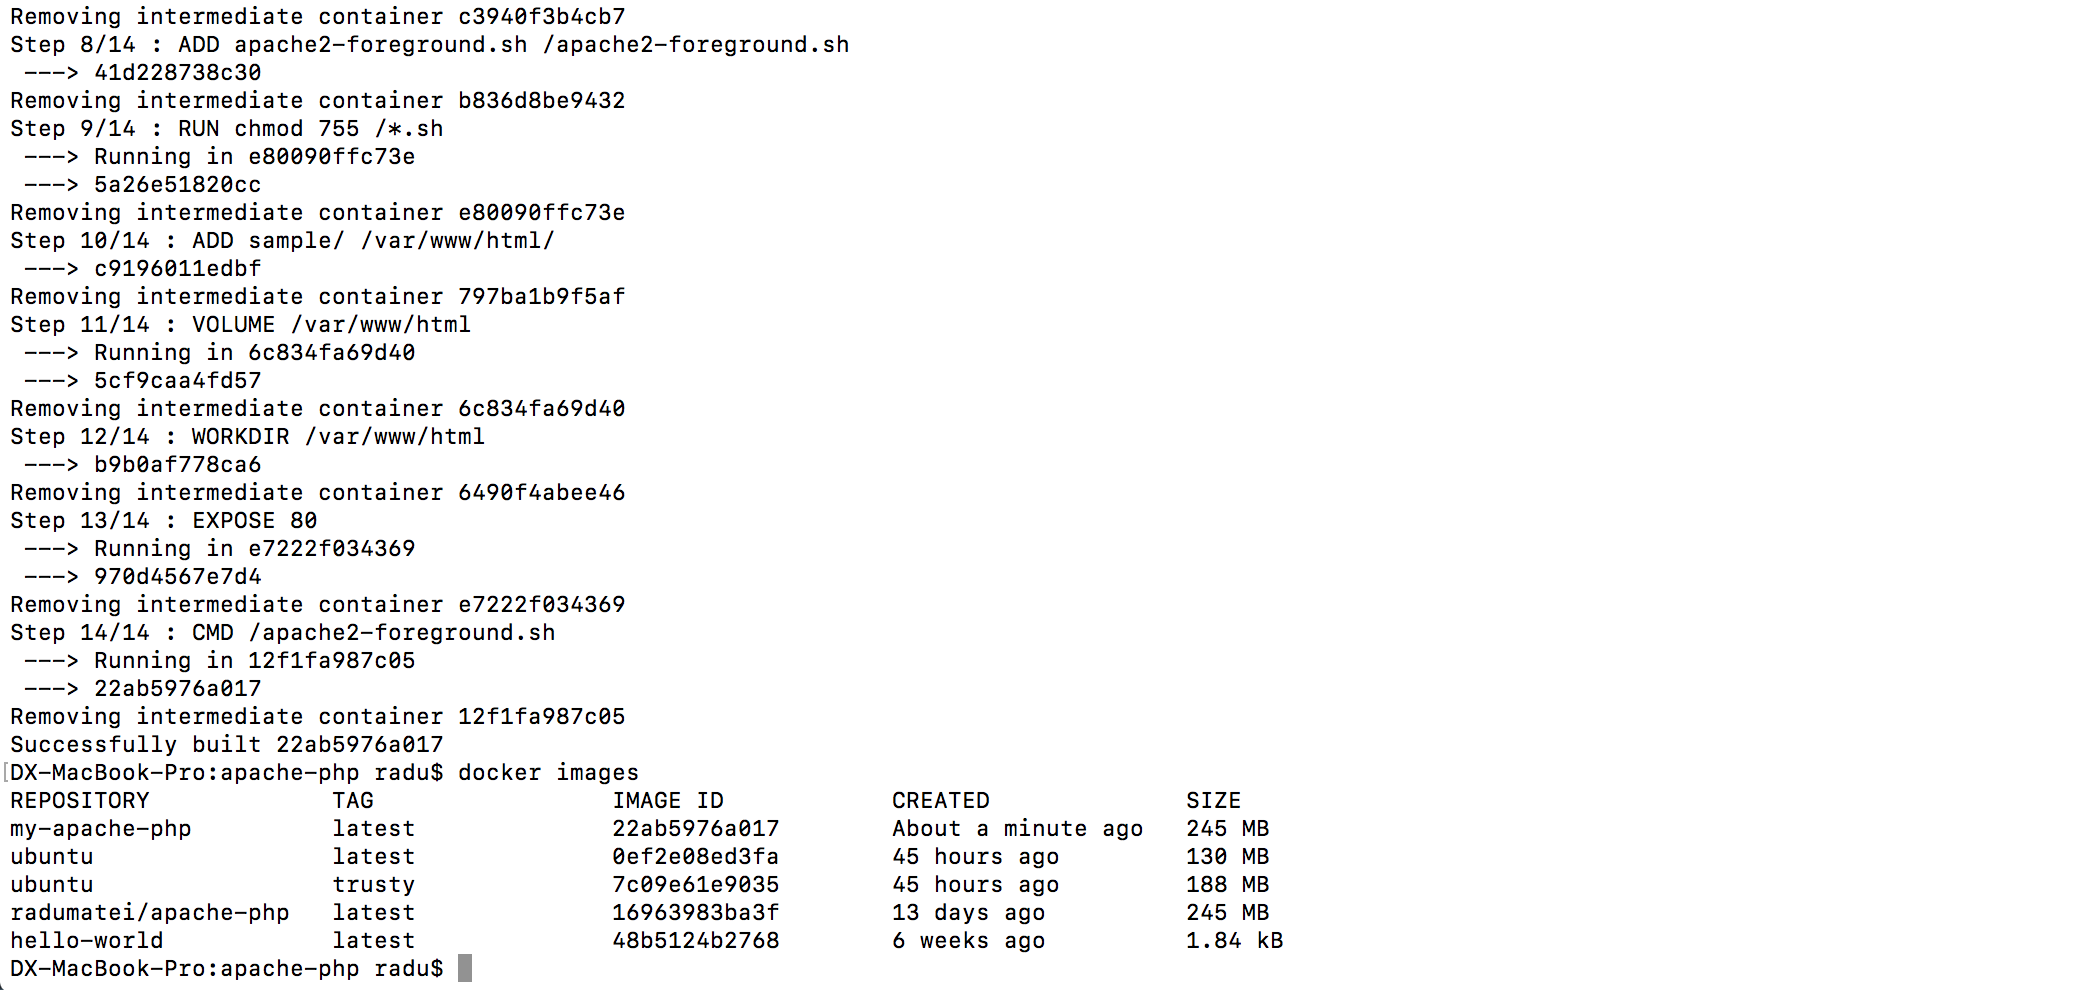 Removing intermediate container c3940f3b4cb7
Step 8/14 : ADD apache2-foreground.sh /apache2-foreground.sh
 ---> 41d228738c30
Removing intermediate container b836d8be9432
Step 9/14 : RUN chmod 755 /*.sh
 ---> Running in e80090ffc73e
 ---> 5a26e51820cc
Removing intermediate container e80090ffc73e
Step 10/14 : ADD sample/ /var/www/html/
 ---> c9196011edbf
Removing intermediate container 797ba1b9f5af
Step 11/14 : VOLUME /var/www/html
 ---> Running in 6c834fa69d40
 ---> 5cf9caa4fd57
Removing intermediate container 6c834fa69d40
Step 12/14 : WORKDIR /var/www/html
 ---> b9b0af778ca6
Removing intermediate container 6490f4abee46
Step 13/14 : EXPOSE 80
 ---> Running in e7222f034369
 ---> 970d4567e7d4
Removing intermediate container e7222f034369
Step 14/14 : CMD /apache2-foreground.sh
 ---> Running in 12f1fa987c05
 ---> 22ab5976a017
Removing intermediate container 12f1fa987c05
Successfully built 22ab5976a017
[DX-MacBook-Pro:apache-php radu$ docker images
REPOSITORY             TAG                 IMAGE ID            CREATED              SIZE
my-apache-php          latest              22ab5976a017        About a minute ago   245 MB
ubuntu                 latest              0ef2e08ed3fa        45 hours ago         130 MB
ubuntu                 trusty              7c09e61e9035        45 hours ago         188 MB
radumatei/apache-php   latest              16963983ba3f        13 days ago          245 MB
hello-world            latest              48b5124b2768        6 weeks ago          1.84 kB
DX-MacBook-Pro:apache-php radu$